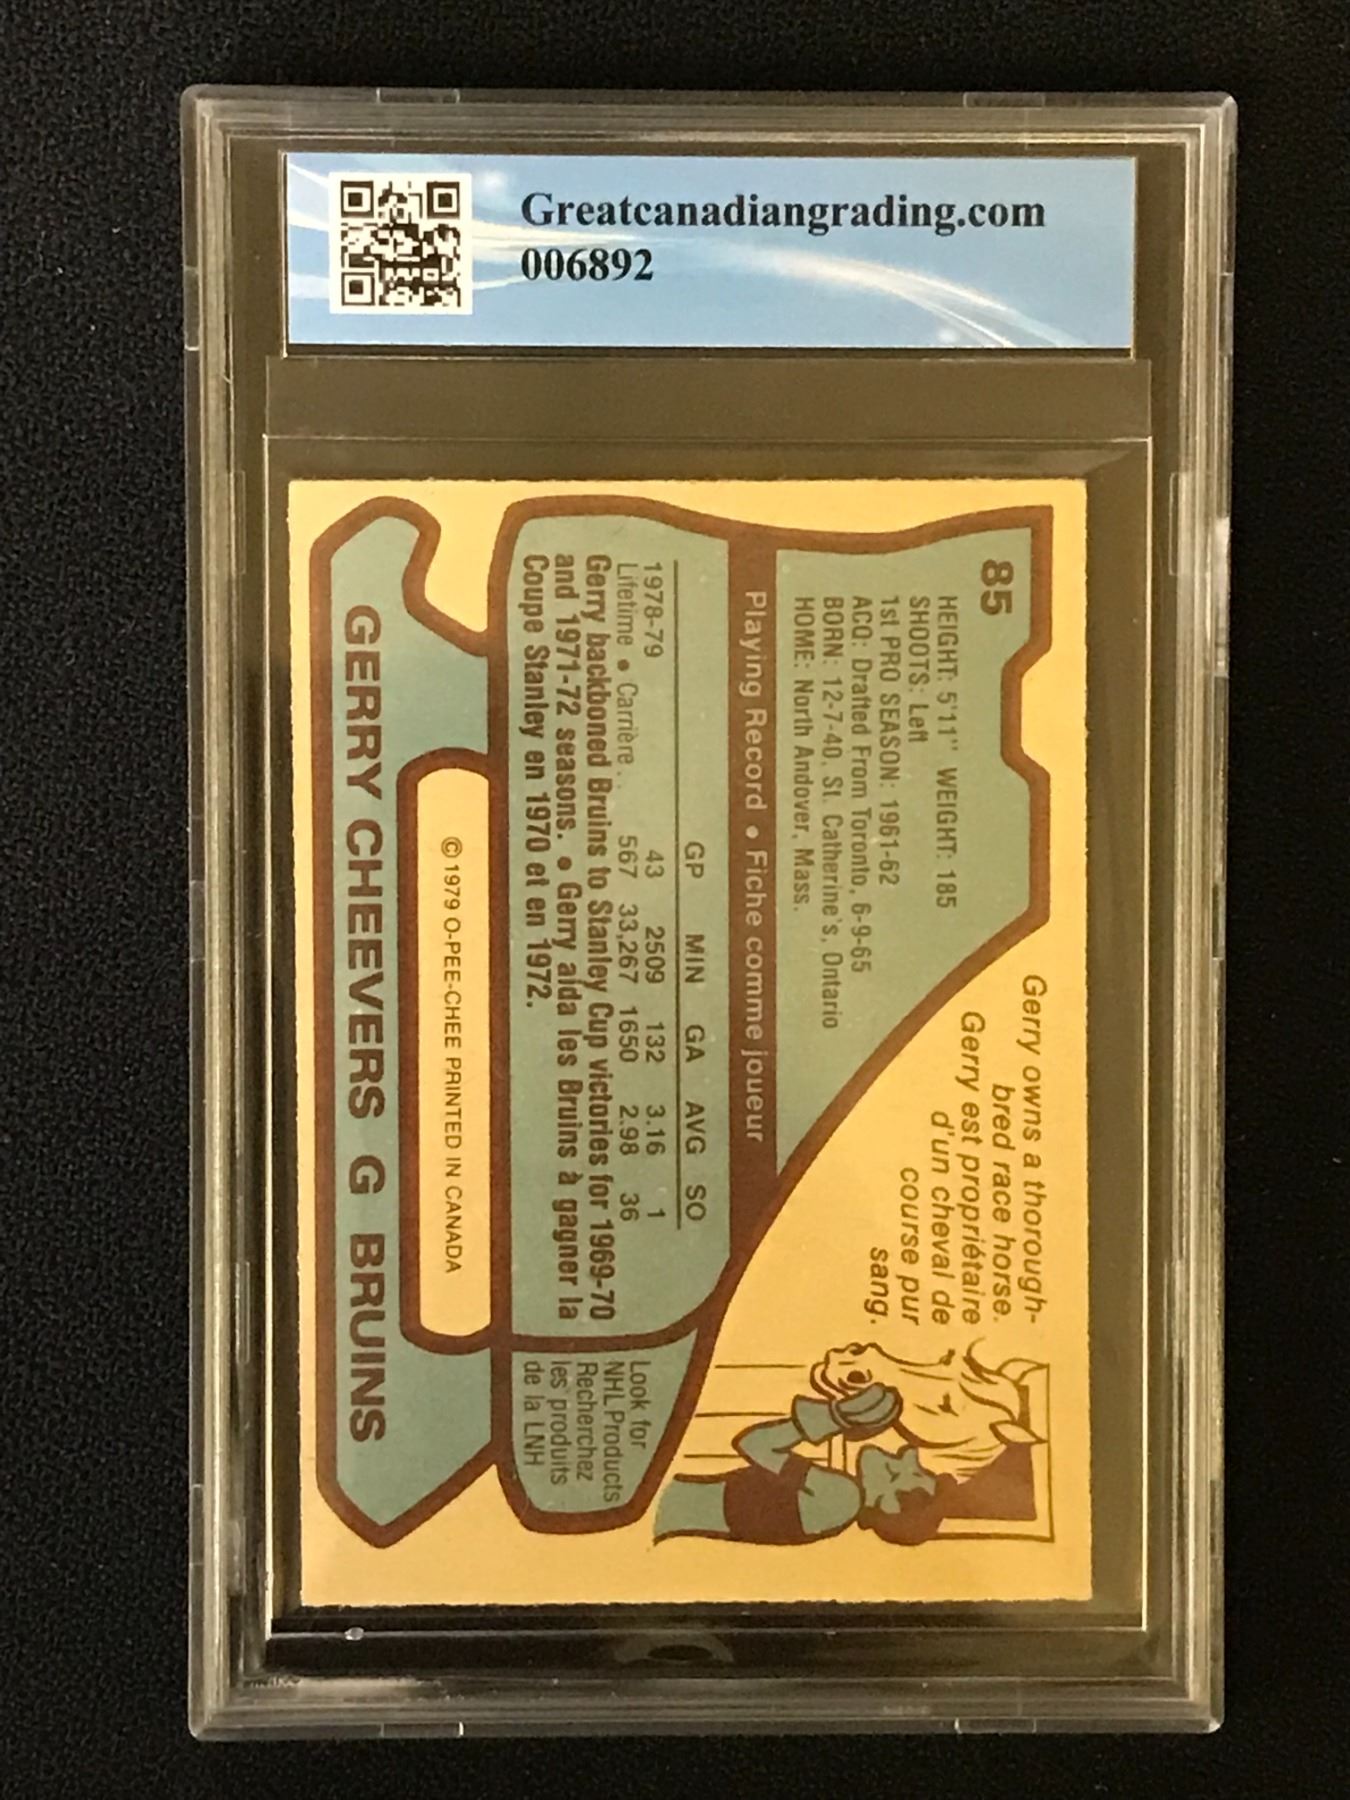 Greatcanadiangrading.com
006892
85
HEIGHT: 5'11" WEIGHT: 185
SHOOTS: Left
1st PRO SEASON: 1961-62
ACQ: Drafted From Toronto, 6-9-65
BORN: 12-7-40, St. Catherine's, Ontario
HOME: North Andover, Mass.
Gerry owns a thorough-
bred race horse.
Gerry est propriétaire
d'un cheval de
course pur
sang.
Playing Record • Fiche comme joueur
GP MIN GA AVG SO
1978-79 43 2509 132 3.16 1
Lifetime • Carrière . . 567 33,267 1650 2.98 36
Gerry backboned Bruins to Stanley Cup victories for 1969-70
and 1971-72 seasons. • Gerry aida les Bruins à gagner la
Coupe Stanley en 1970 et en 1972.
Look for
NHL Products
Recherchez
les produits
de la LNH
© 1979 O-PEE-CHEE PRINTED IN CANADA
GERRY CHEEVERS G BRUINS